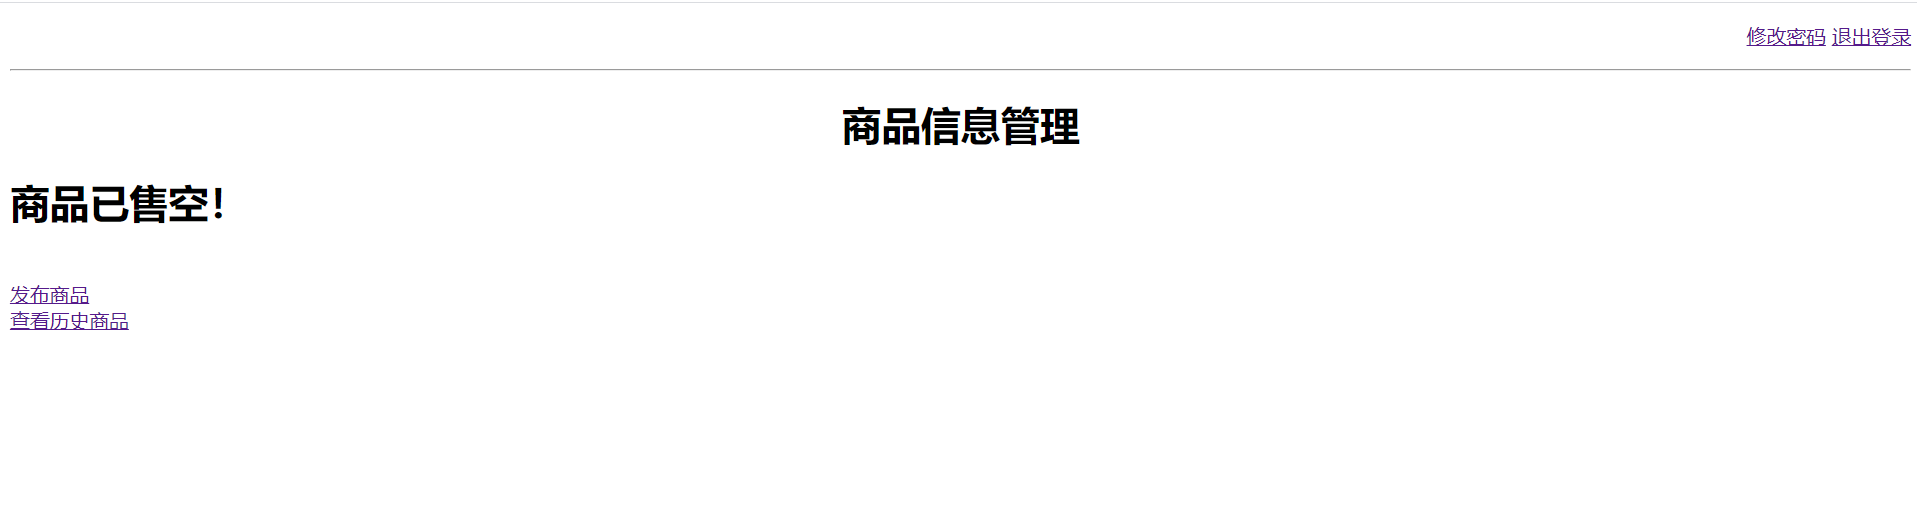 修改密码 退出登录
商品信息管理
商品已售空！
发布商品
查看历史商品